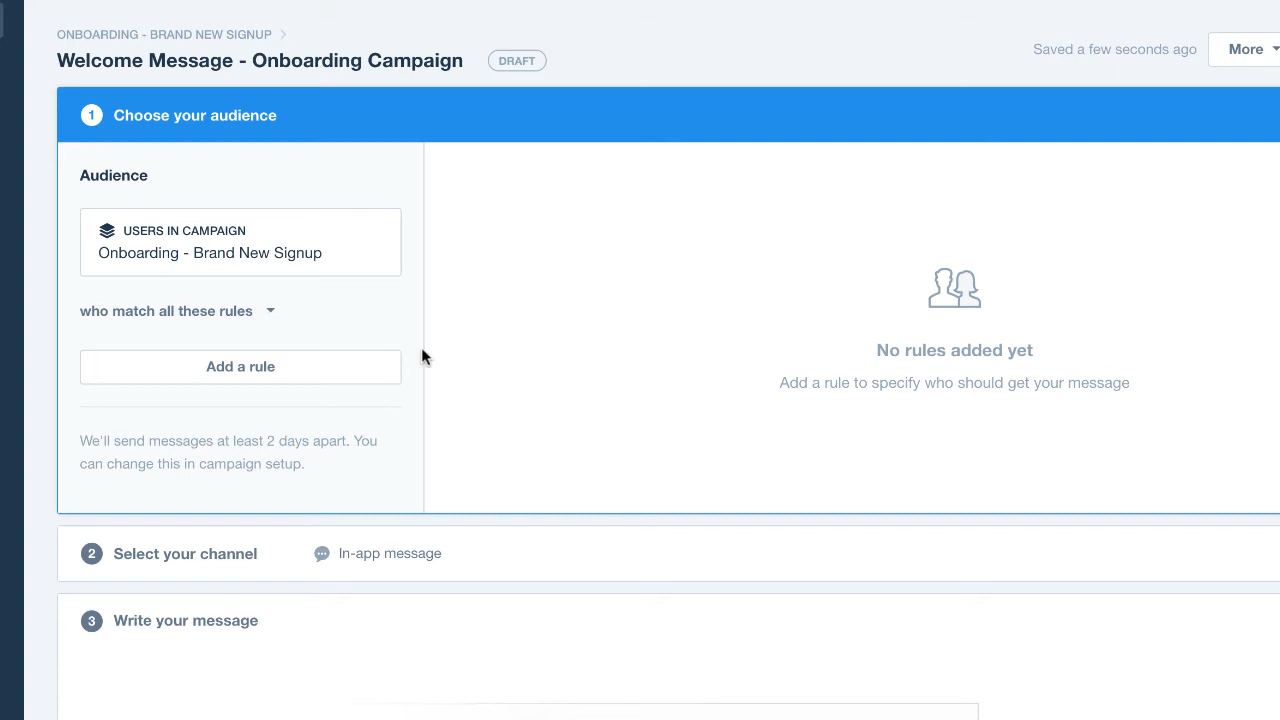 ONBOARDING - BRAND NEW SIGNUP
Welcome Message - Onboarding Campaign DRAFT
Saved a few seconds ago More
1 Choose your audience
Audience
USERS IN CAMPAIGN
Onboarding - Brand New Signup
who match all these rules
Add a rule
We'll send messages at least 2 days apart. You
can change this in campaign setup.
No rules added yet
Add a rule to specify who should get your message
2 Select your channel In-app message
3 Write your message